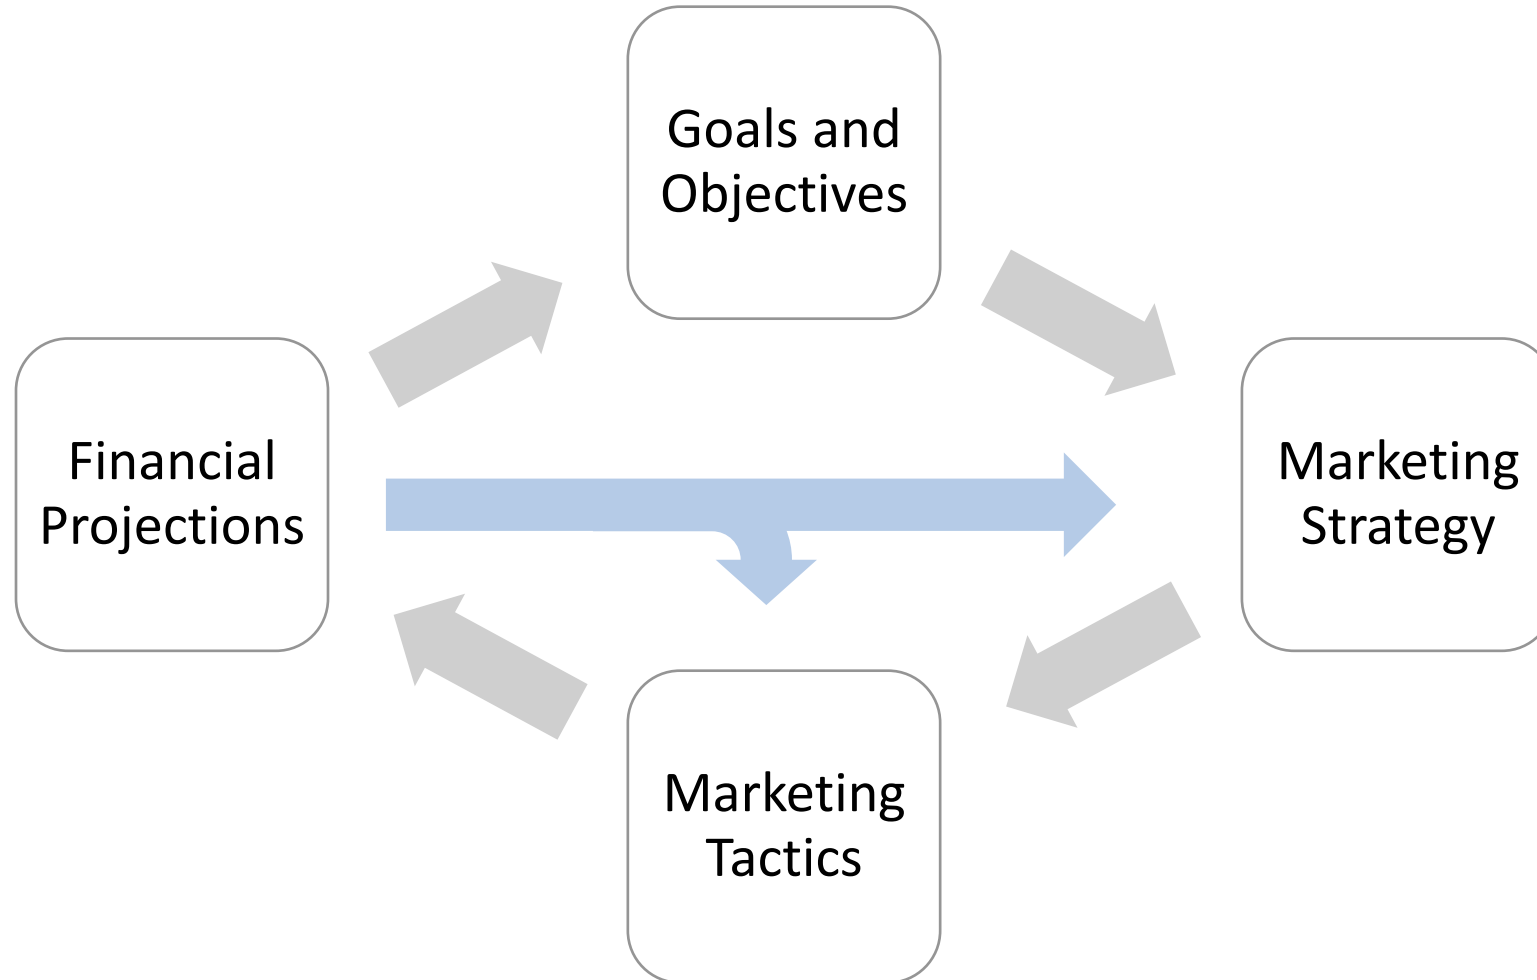 Goals and
Objectives
Financial
Projections
Marketing
Strategy
Marketing
Tactics